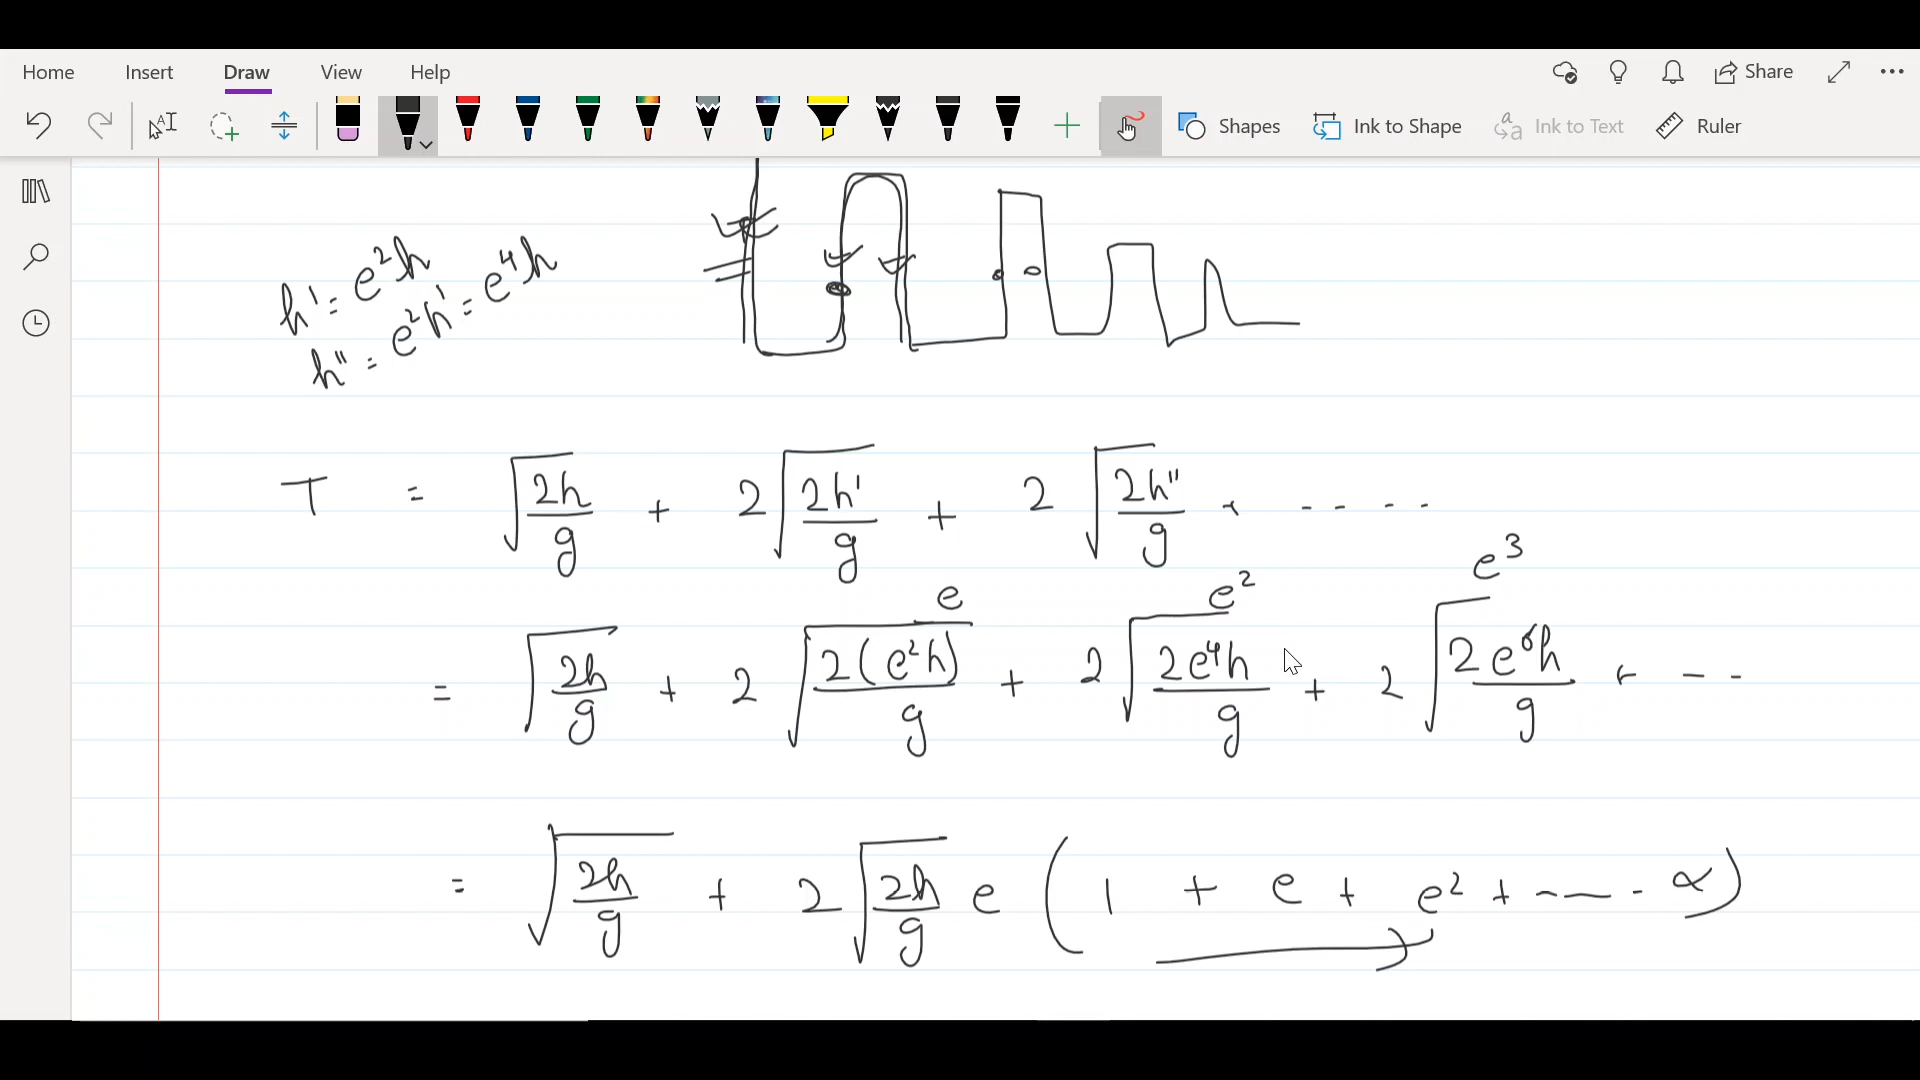 Home Insert Draw View Help Share
Shapes Ink to Shape Ink to Text Ruler
h' = e²h
h'' = e²h' = e⁴h
T = √(2h/g) + 2√(2h'/g) + 2√(2h''/g) + - - - -
e e² e³
= √(2h/g) + 2√(2(e²h)/g) + 2√(2e⁴h/g) + 2√(2e⁶h/g) + - -
= √(2h/g) + 2√(2h/g) e (1 + e + e² + - - - ∝)